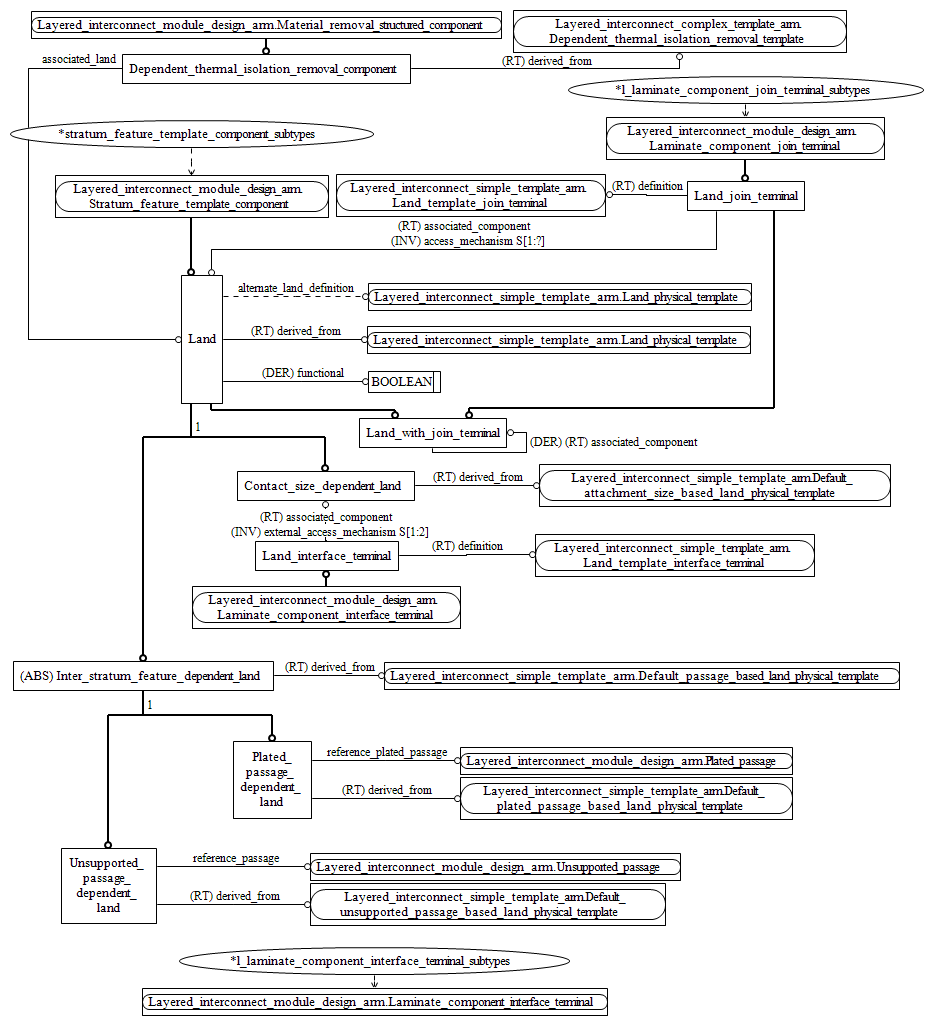 Layered_interconnect_module_design_arm.Material_removal_structured_component
Layered_interconnect_complex_template_arm.
Dependent_thermal_isolation_removal_template
associated_land
Dependent_thermal_isolation_removal_component
(RT) derived_from
*l_laminate_component_join_terminal_subtypes
*stratum_feature_template_component_subtypes
Layered_interconnect_module_design_arm.
Laminate_component_join_terminal
Layered_interconnect_module_design_arm.
Stratum_feature_template_component
Layered_interconnect_simple_template_arm.
Land_template_join_terminal
(RT) definition
Land_join_terminal
(RT) associated_component
(INV) access_mechanism S[1:?]
alternate_land_definition
Layered_interconnect_simple_template_arm.Land_physical_template
Land
(RT) derived_from
Layered_interconnect_simple_template_arm.Land_physical_template
(DER) functional
BOOLEAN
1
Land_with_join_terminal
(DER) (RT) associated_component
Contact_size_dependent_land
(RT) derived_from
Layered_interconnect_simple_template_arm.Default_
attachment_size_based_land_physical_template
(RT) associated_component
(INV) external_access_mechanism S[1:2]
Land_interface_terminal
(RT) definition
Layered_interconnect_simple_template_arm.
Land_template_interface_terminal
Layered_interconnect_module_design_arm.
Laminate_component_interface_terminal
(ABS) Inter_stratum_feature_dependent_land
(RT) derived_from
Layered_interconnect_simple_template_arm.Default_passage_based_land_physical_template
1
Plated_
passage_
dependent_
land
reference_plated_passage
Layered_interconnect_module_design_arm.Plated_passage
(RT) derived_from
Layered_interconnect_simple_template_arm.Default_
plated_passage_based_land_physical_template
Unsupported_
passage_
dependent_
land
reference_passage
Layered_interconnect_module_design_arm.Unsupported_passage
(RT) derived_from
Layered_interconnect_simple_template_arm.Default_
unsupported_passage_based_land_physical_template
*l_laminate_component_interface_terminal_subtypes
Layered_interconnect_module_design_arm.Laminate_component_interface_terminal